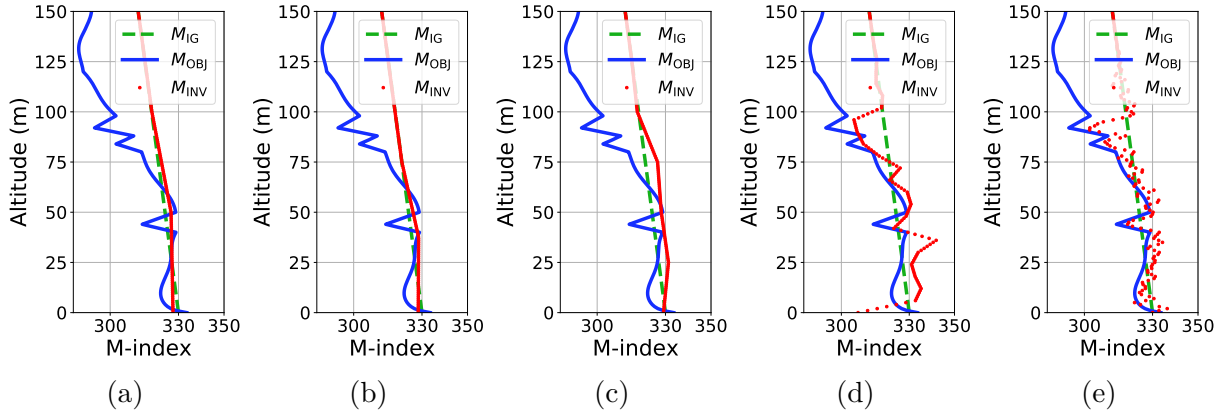 150
125
100
75
50
25
0
Altitude (m)
300
330
350
M-index
M_IG
M_OBJ
M_INV
(a)
150
125
100
75
50
25
0
Altitude (m)
300
330
350
M-index
M_IG
M_OBJ
M_INV
(b)
150
125
100
75
50
25
0
Altitude (m)
300
330
350
M-index
M_IG
M_OBJ
M_INV
(c)
150
125
100
75
50
25
0
Altitude (m)
300
330
350
M-index
M_IG
M_OBJ
M_INV
(d)
150
125
100
75
50
25
0
Altitude (m)
300
330
350
M-index
M_IG
M_OBJ
M_INV
(e)